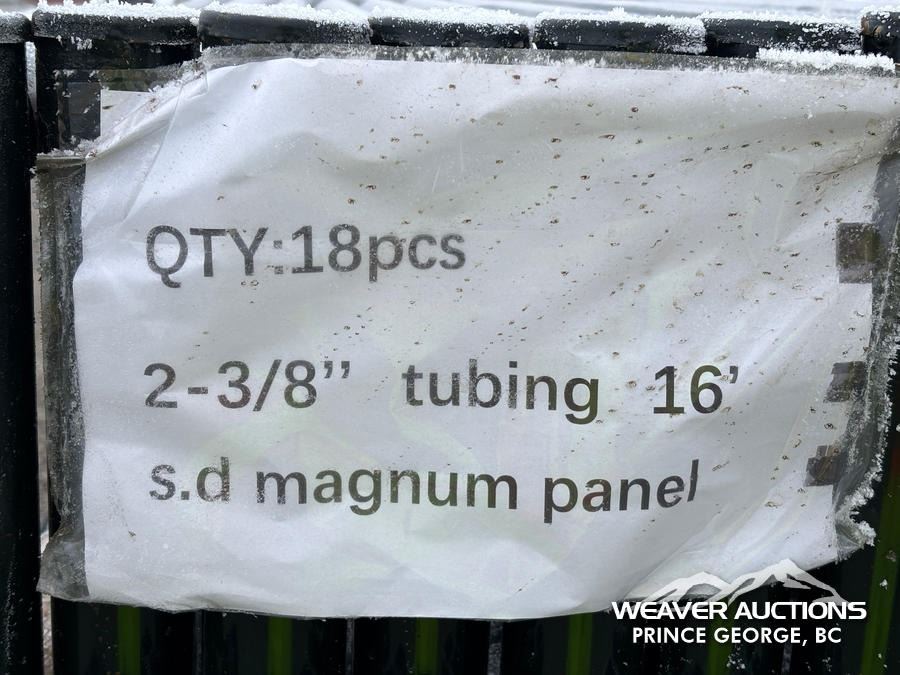 QTY:18pcs
2-3/8’’ tubing 16’
s.d magnum panel
WEAVER AUCTIONS
PRINCE GEORGE, BC